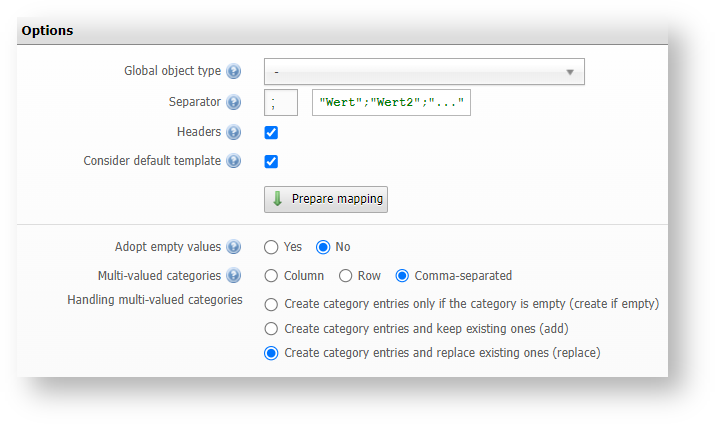 Options
Global object type -
Separator ; "Wert";"Wert2";"..."
Headers
Consider default template
Prepare mapping
Adopt empty values Yes No
Multi-valued categories Column Row Comma-separated
Handling multi-valued categories Create category entries only if the category is empty (create if empty)
Create category entries and keep existing ones (add)
Create category entries and replace existing ones (replace)